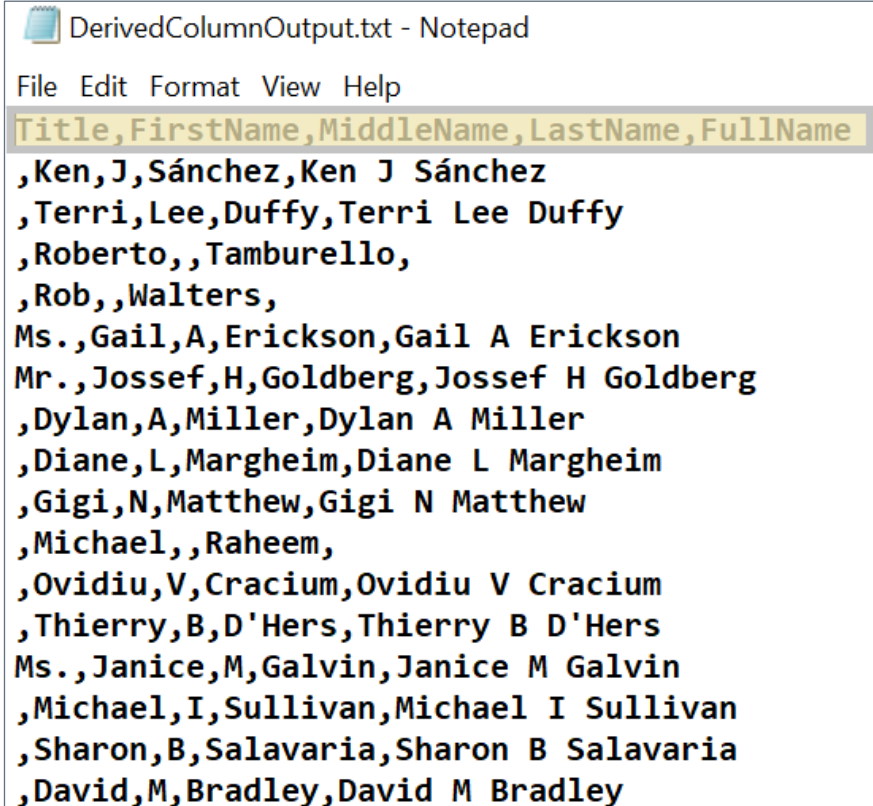 DerivedColumnOutput.txt - Notepad
File Edit Format View Help
Title,FirstName,MiddleName,LastName,FullName
,Ken,J,Sánchez,Ken J Sánchez
,Terri,Lee,Duffy,Terri Lee Duffy
,Roberto,,Tamburello,
,Rob,,Walters,
Ms.,Gail,A,Erickson,Gail A Erickson
Mr.,Jossef,H,Goldberg,Jossef H Goldberg
,Dylan,A,Miller,Dylan A Miller
,Diane,L,Margheim,Diane L Margheim
,Gigi,N,Matthew,Gigi N Matthew
,Michael,,Raheem,
,Ovidiu,V,Cracium,Ovidiu V Cracium
,Thierry,B,D'Hers,Thierry B D'Hers
Ms.,Janice,M,Galvin,Janice M Galvin
,Michael,I,Sullivan,Michael I Sullivan
,Sharon,B,Salavaria,Sharon B Salavaria
,David,M,Bradley,David M Bradley